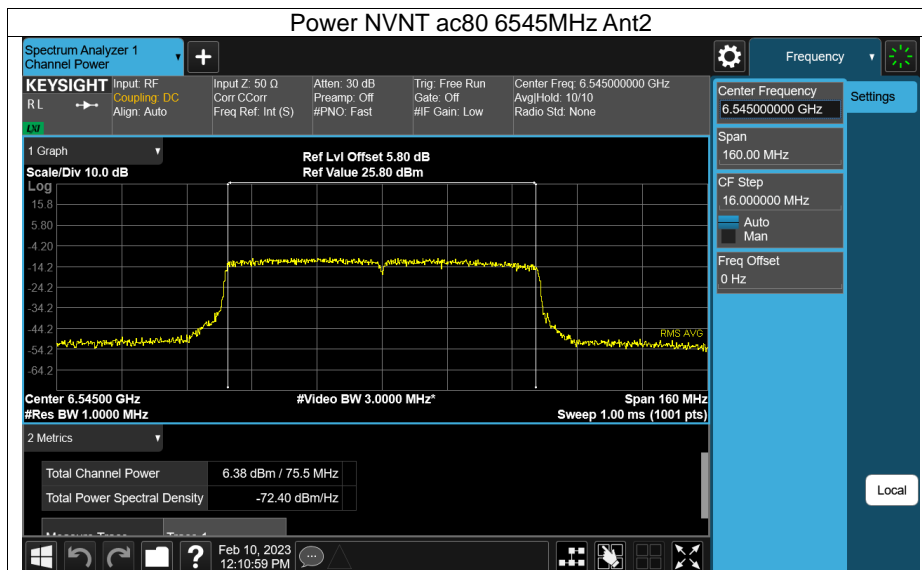 Power NVNT ac80 6545MHz Ant2
Spectrum Analyzer 1
Channel Power
Frequency
KEYSIGHT
R L
LXI
Input: RF
Coupling: DC
Align: Auto
Input Z: 50 Ω
Corr CCorr
Freq Ref: Int (S)
Atten: 30 dB
Preamp: Off
#PNO: Fast
Trig: Free Run
Gate: Off
#IF Gain: Low
Center Freq: 6.545000000 GHz
Avg|Hold: 10/10
Radio Std: None
Center Frequency
6.545000000 GHz
Settings
Span
160.00 MHz
CF Step
16.000000 MHz
Auto
Man
Freq Offset
0 Hz
1 Graph
Scale/Div 10.0 dB
Ref Lvl Offset 5.80 dB
Ref Value 25.80 dBm
Log
15.8
5.80
-4.20
-14.2
-24.2
-34.2
-44.2
-54.2
-64.2
RMS AVG
Center 6.54500 GHz
#Video BW 3.0000 MHz*
Span 160 MHz
#Res BW 1.0000 MHz
Sweep 1.00 ms (1001 pts)
2 Metrics
Total Channel Power 6.38 dBm / 75.5 MHz
Total Power Spectral Density -72.40 dBm/Hz
Measure Trace Trace 1
Local
?
Feb 10, 2023
12:10:59 PM